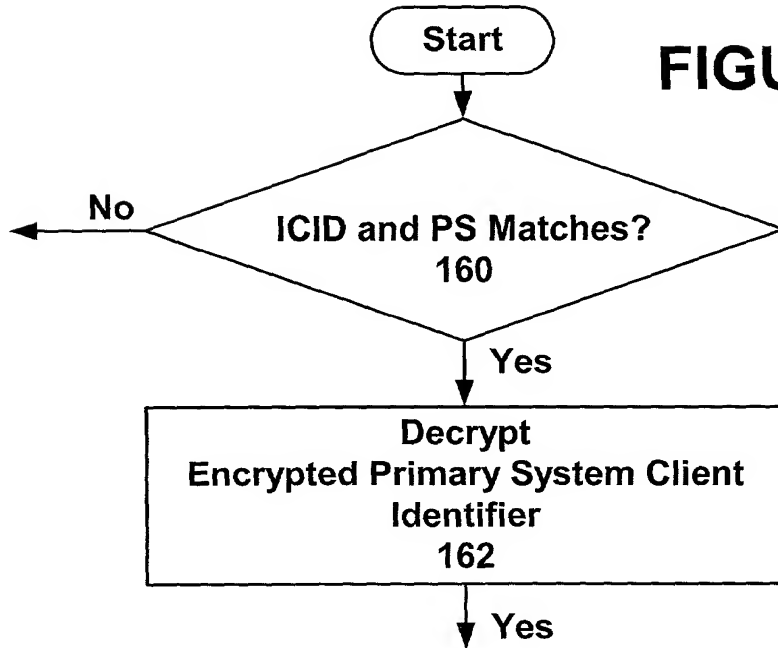 Start
FIGU
No
ICID and PS Matches?
160
Yes
Decrypt
Encrypted Primary System Client
Identifier
162
Yes